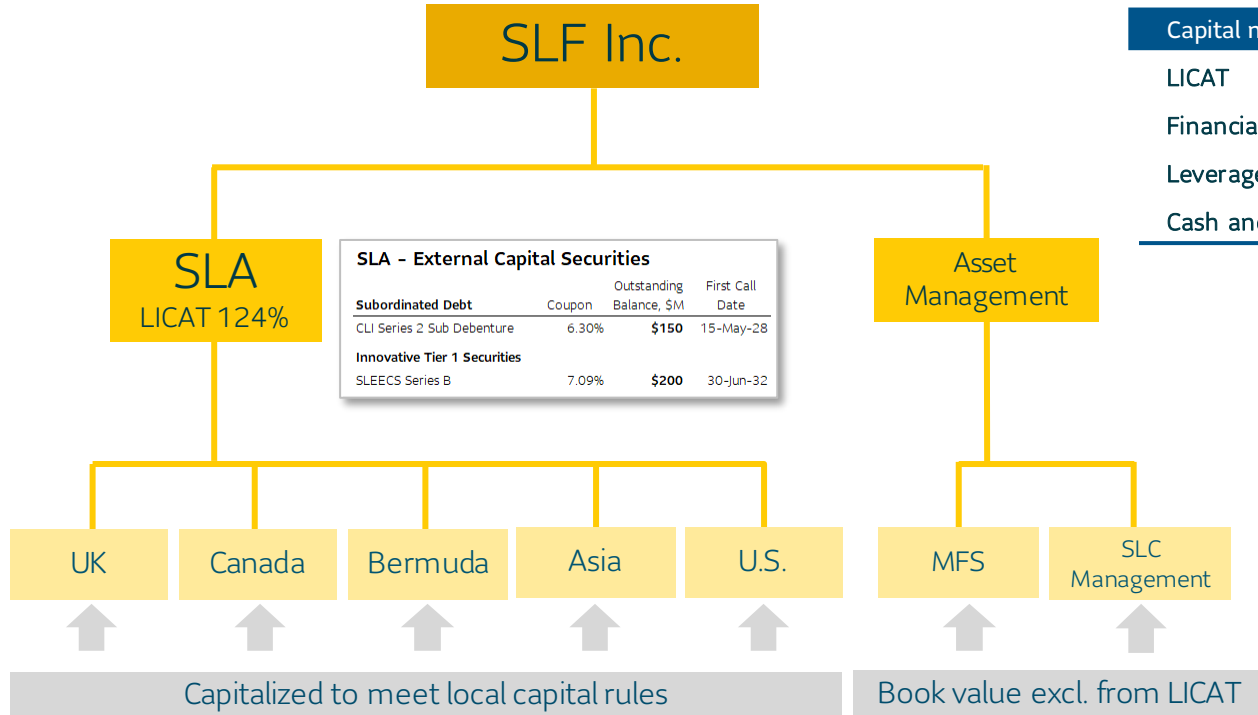 SLF Inc.
Capital
LICAT
Leverage
Cash
SLA
LICAT 124%
SLA - External Capital Securities
Subordinated Debt Coupon Outstanding Balance, $M First Call Date
CLI Series 2 Sub Debenture 6.30% $150 15-May-28
Innovative Tier 1 Securities
SLEECS Series B 7.09% $200 30-Jun-32
Asset
Management
UK
Canada
Bermuda
Asia
U.S.
MFS
SLC
Management
Capitalized to meet local capital rules
Book value excl. from LICAT